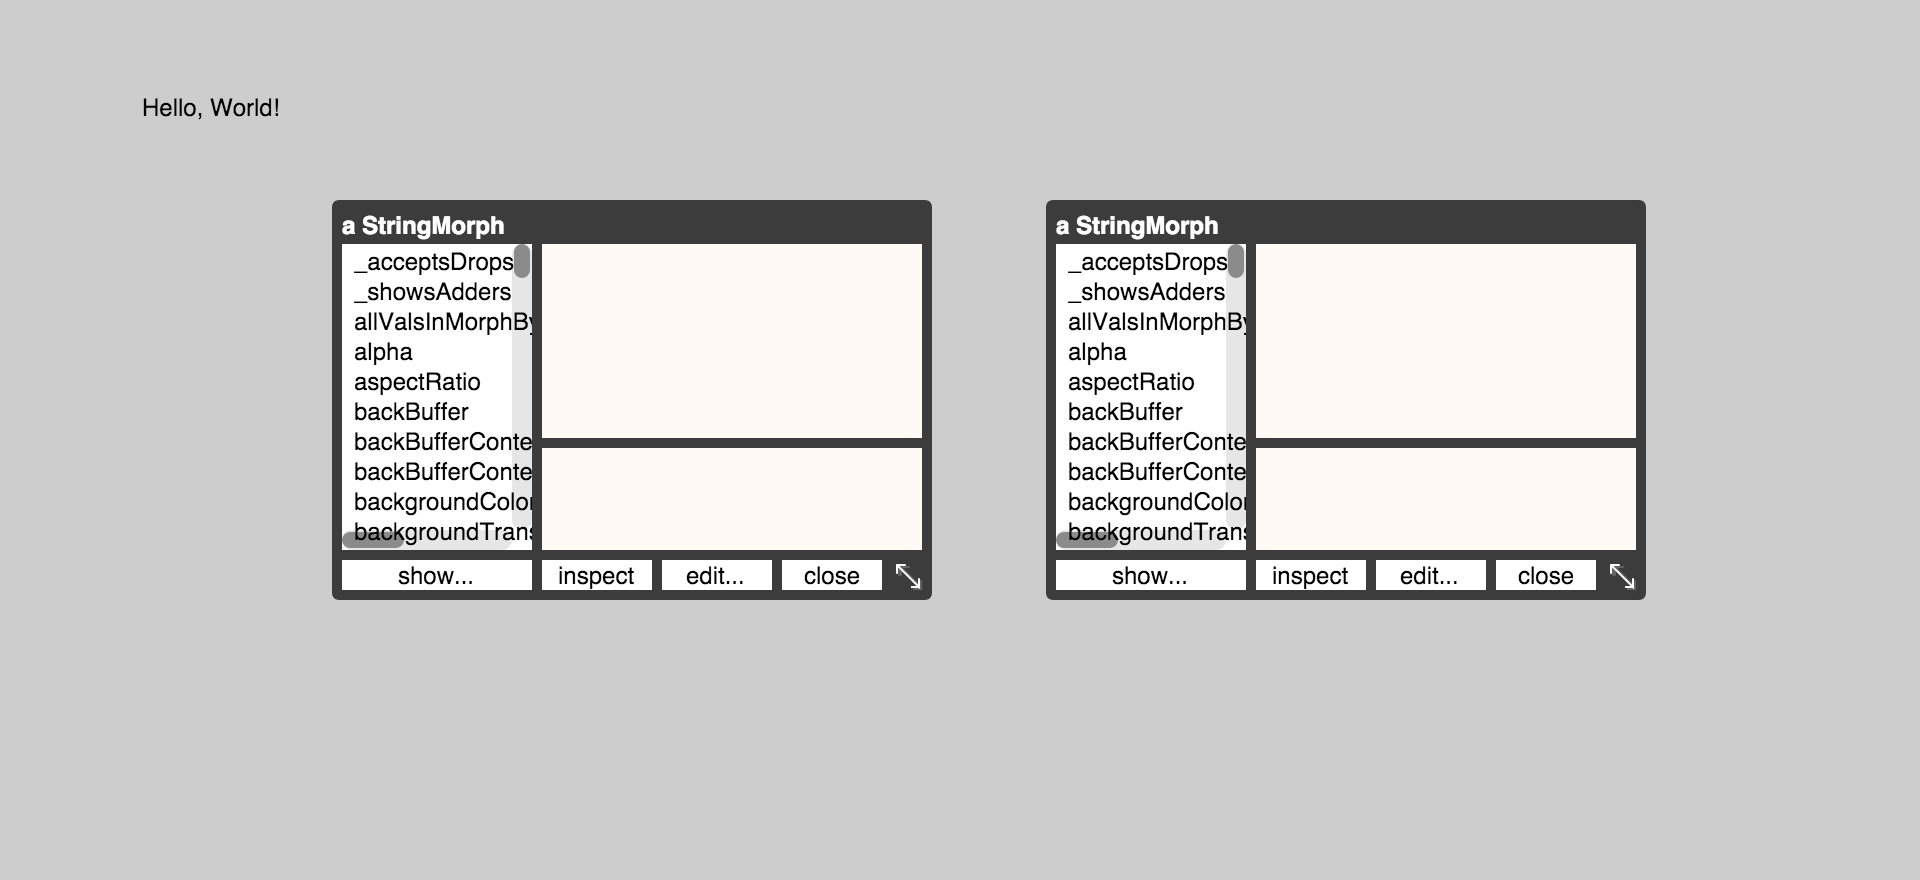 Hello, World!
a StringMorph
_acceptsDrops
_showsAdders
allValsInMorphBy
alpha
aspectRatio
backBuffer
backBufferConte
backBufferConte
backgroundColor
backgroundTrans
show...
inspect
edit...
close
a StringMorph
_acceptsDrops
_showsAdders
allValsInMorphBy
alpha
aspectRatio
backBuffer
backBufferConte
backBufferConte
backgroundColor
backgroundTrans
show...
inspect
edit...
close